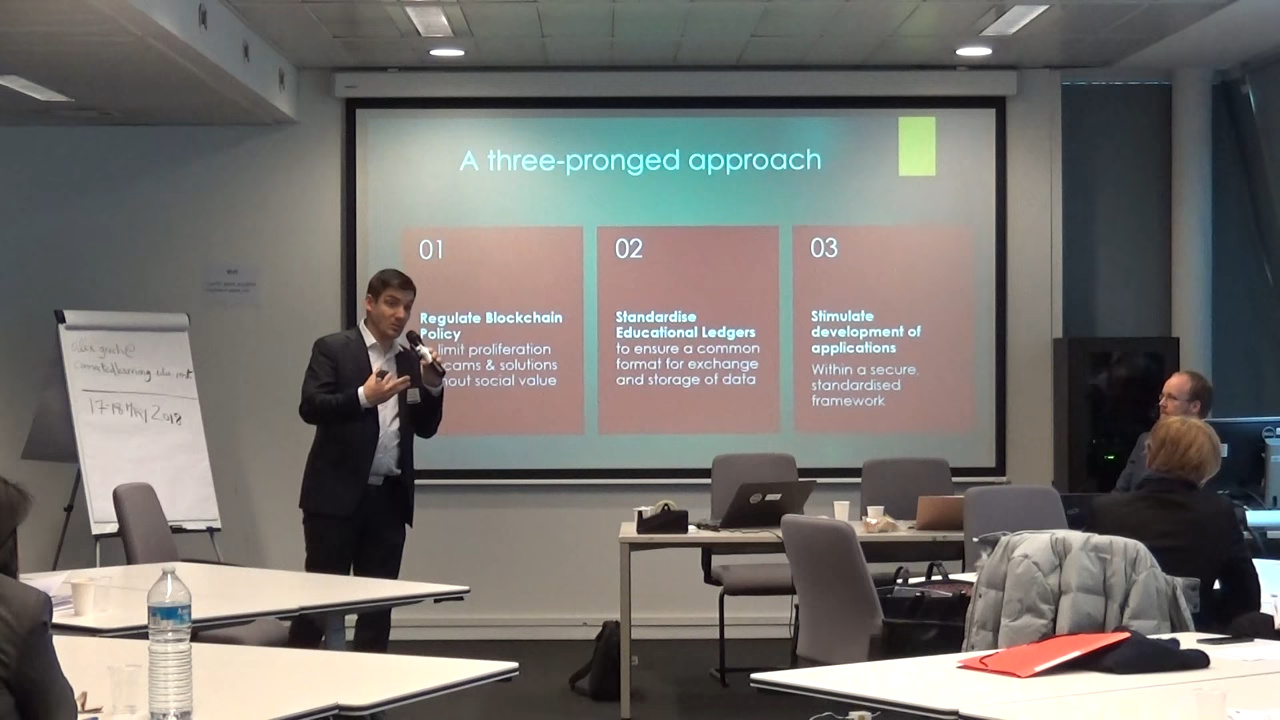 A three-pronged approach
01
Regulate Blockchain
Policy
limit proliferation
cams & solutions
out social value
02
Standardise
Educational Ledgers
to ensure a common
format for exchange
and storage of data
03
Stimulate
development of
applications
Within a secure,
standardised
framework
17-18 May 2018